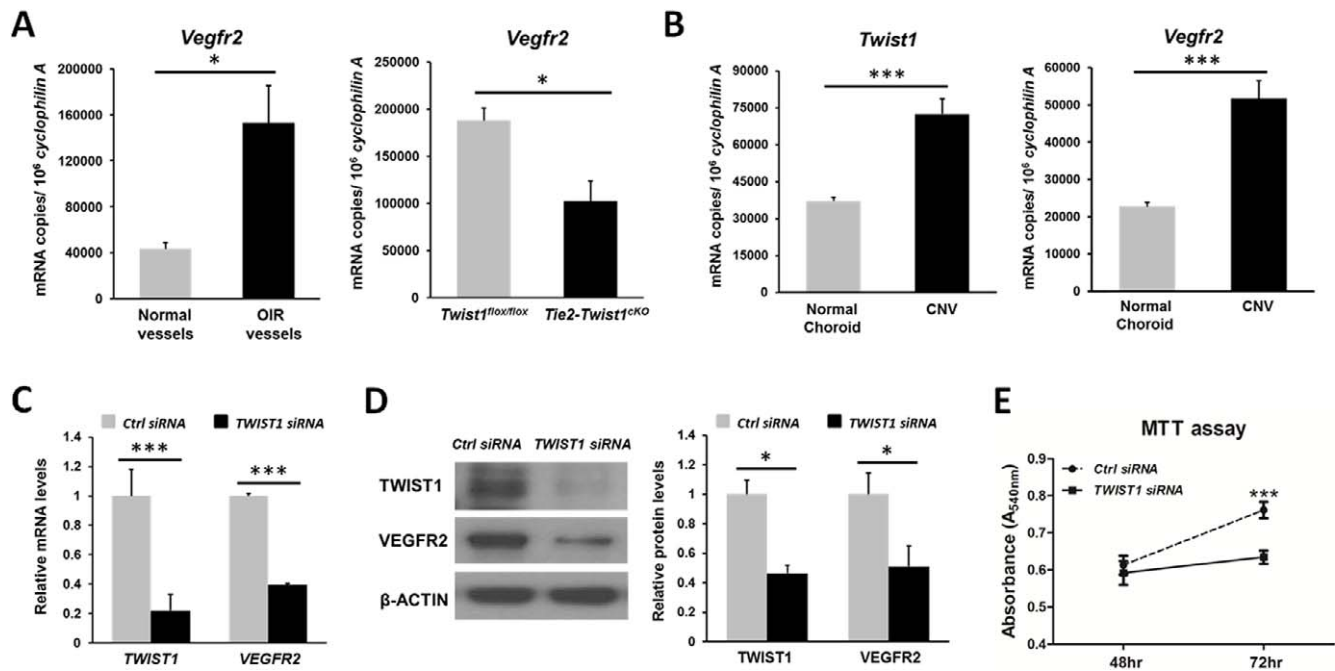 A
Vegfr2
*
mRNA copies/ 10⁶ cyclophilin A
200000
160000
120000
80000
40000
0
Normal vessels
OIR vessels
Vegfr2
*
mRNA copies/ 10⁶ cyclophilin A
250000
200000
150000
100000
50000
0
Twist1flox/flox
Tie2-Twist1cKO
B
Twist1
***
mRNA copies/ 10⁶ cyclophilin A
90000
75000
60000
45000
30000
15000
0
Normal Choroid
CNV
Vegfr2
***
mRNA copies/ 10⁶ cyclophilin A
60000
50000
40000
30000
20000
10000
0
Normal Choroid
CNV
C
Ctrl siRNA
TWIST1 siRNA
***
***
Relative mRNA levels
1.4
1.2
1
0.8
0.6
0.4
0.2
0
TWIST1
VEGFR2
D
Ctrl siRNA
TWIST1 siRNA
TWIST1
VEGFR2
β-ACTIN
Ctrl siRNA
TWIST1 siRNA
*
*
Relative protein levels
1.4
1.2
1
0.8
0.6
0.4
0.2
0
TWIST1
VEGFR2
E
MTT assay
Ctrl siRNA
TWIST1 siRNA
***
Absorbance (A540nm)
0.9
0.8
0.7
0.6
0.5
0.4
48hr
72hr